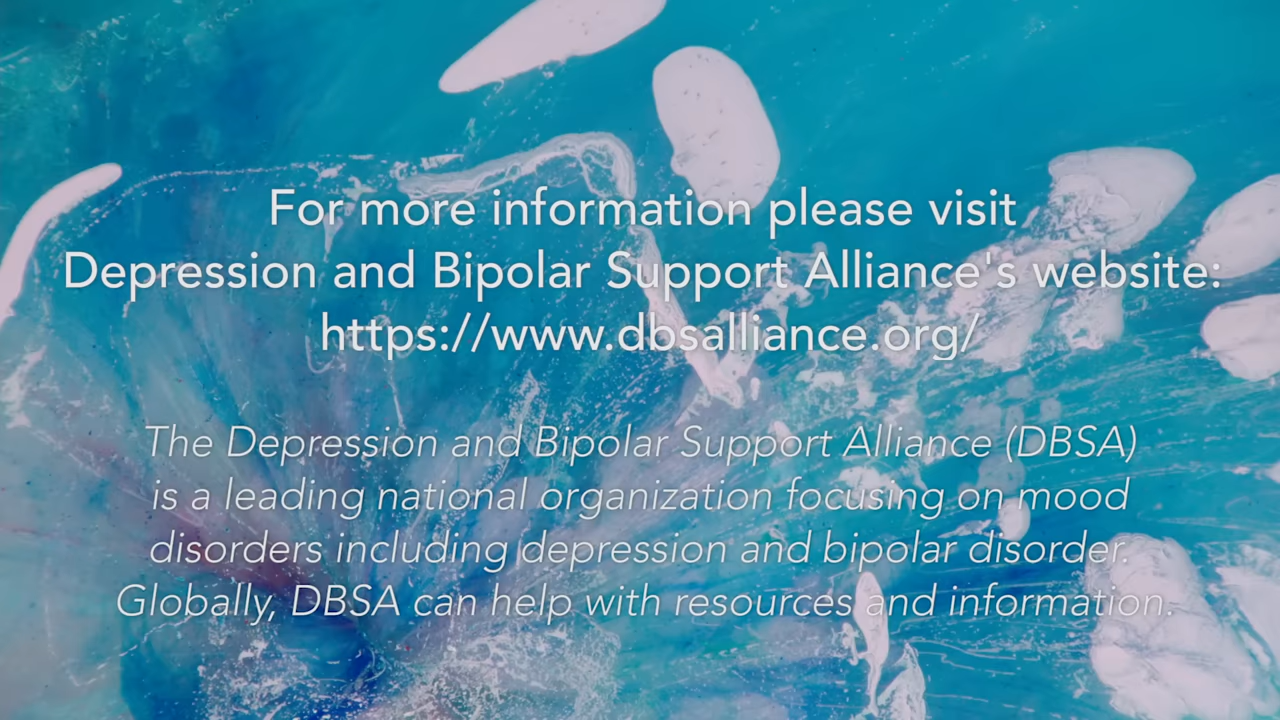 For more information please visit
Depression and Bipolar Support Alliance's website:
https://www.dbsalliance.org/
The Depression and Bipolar Support Alliance (DBSA)
is a leading national organization focusing on mood
disorders including depression and bipolar disorder.
Globally, DBSA can help with resources and information.